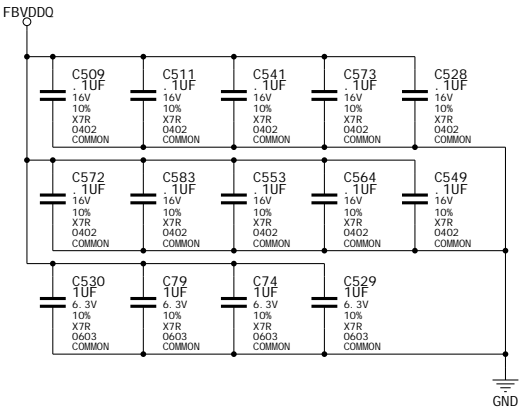 FBVDDQ
C509
.1UF
16V
10%
X7R
0402
COMMON
C511
.1UF
16V
10%
X7R
0402
COMMON
C541
.1UF
16V
10%
X7R
0402
COMMON
C573
.1UF
16V
10%
X7R
0402
COMMON
C528
.1UF
16V
10%
X7R
0402
COMMON
C572
.1UF
16V
10%
X7R
0402
COMMON
C583
.1UF
16V
10%
X7R
0402
COMMON
C553
.1UF
16V
10%
X7R
0402
COMMON
C564
.1UF
16V
10%
X7R
0402
COMMON
C549
.1UF
16V
10%
X7R
0402
COMMON
C530
1UF
6.3V
10%
X7R
0603
COMMON
C79
1UF
6.3V
10%
X7R
0603
COMMON
C74
1UF
6.3V
10%
X7R
0603
COMMON
C529
1UF
6.3V
10%
X7R
0603
COMMON
GND